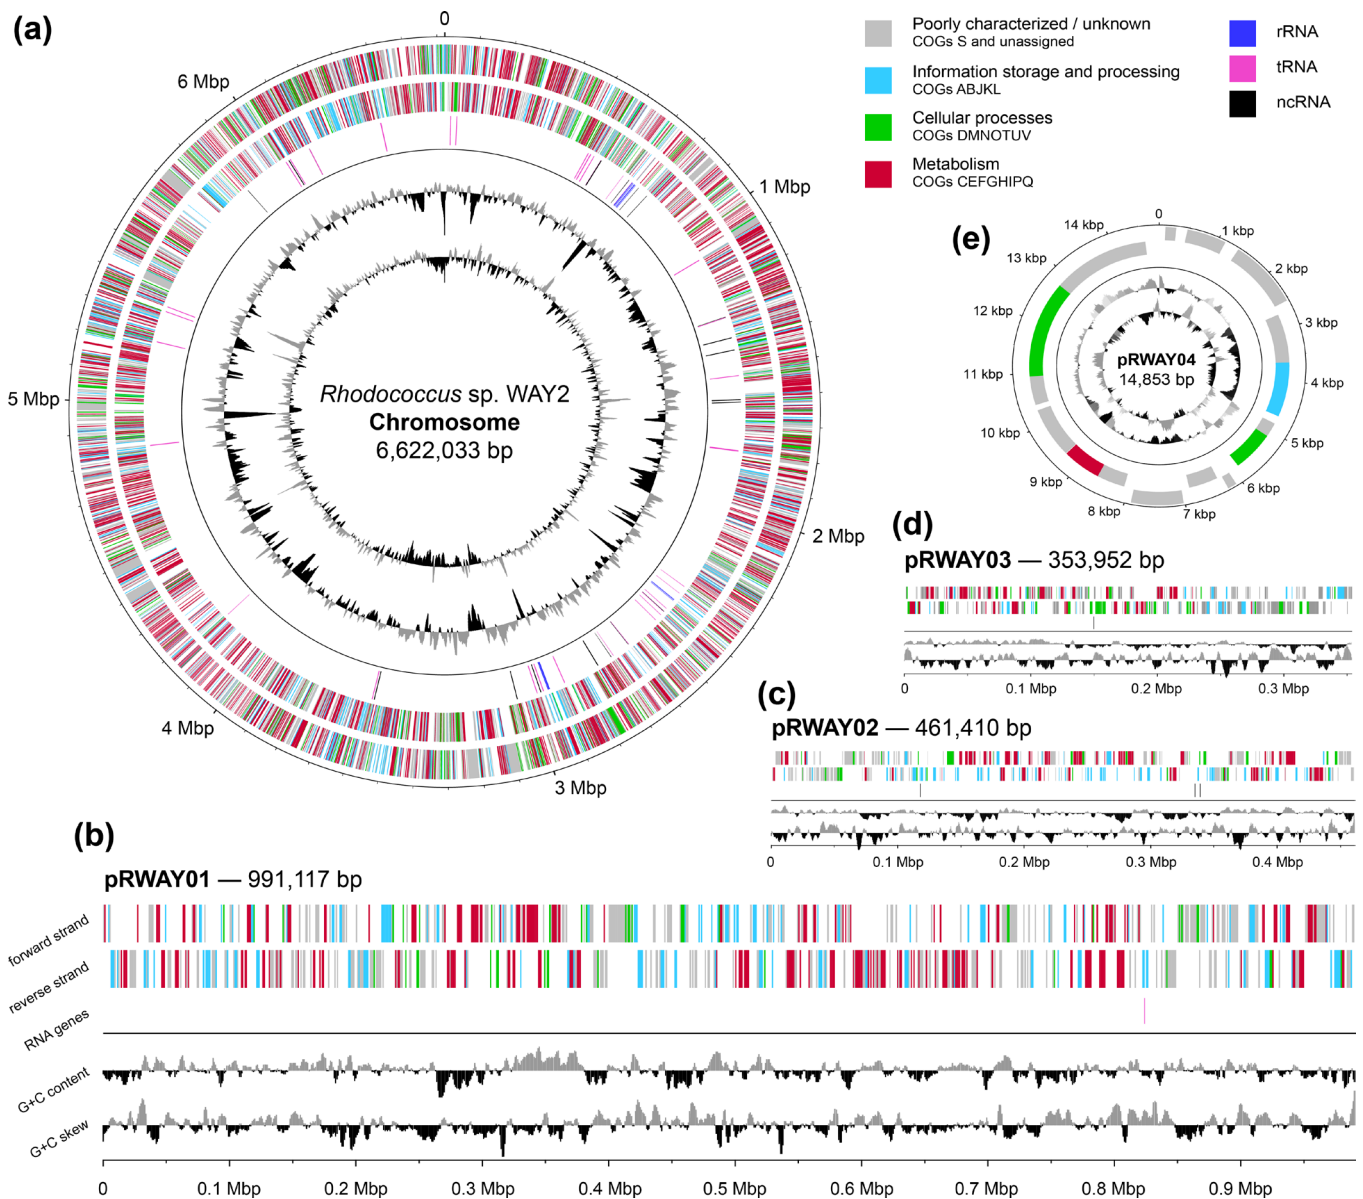 (a)
0
1 Mbp
2 Mbp
3 Mbp
4 Mbp
5 Mbp
6 Mbp
Rhodococcus sp. WAY2
Chromosome
6,622,033 bp
Poorly characterized / unknown
COGs S and unassigned
Information storage and processing
COGs ABJKL
Cellular processes
COGs DMNOTUV
Metabolism
COGs CEFGHIPQ
rRNA
tRNA
ncRNA
(e)
0
1 kbp
2 kbp
3 kbp
4 kbp
5 kbp
6 kbp
7 kbp
8 kbp
9 kbp
10 kbp
11 kbp
12 kbp
13 kbp
14 kbp
pRWAY04
14,853 bp
(d)
pRWAY03 — 353,952 bp
0 0.1 Mbp 0.2 Mbp 0.3 Mbp
(c)
pRWAY02 — 461,410 bp
0 0.1 Mbp 0.2 Mbp 0.3 Mbp 0.4 Mbp
(b)
pRWAY01 — 991,117 bp
forward strand
reverse strand
RNA genes
G+C content
G+C skew
0 0.1 Mbp 0.2 Mbp 0.3 Mbp 0.4 Mbp 0.5 Mbp 0.6 Mbp 0.7 Mbp 0.8 Mbp 0.9 Mbp